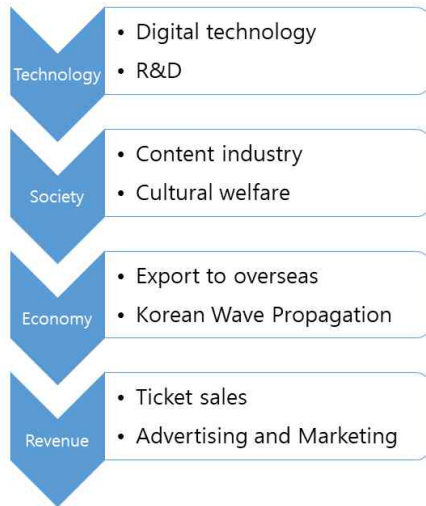 Technology
• Digital technology
• R&D
Society
• Content industry
• Cultural welfare
Economy
• Export to overseas
• Korean Wave Propagation
Revenue
• Ticket sales
• Advertising and Marketing